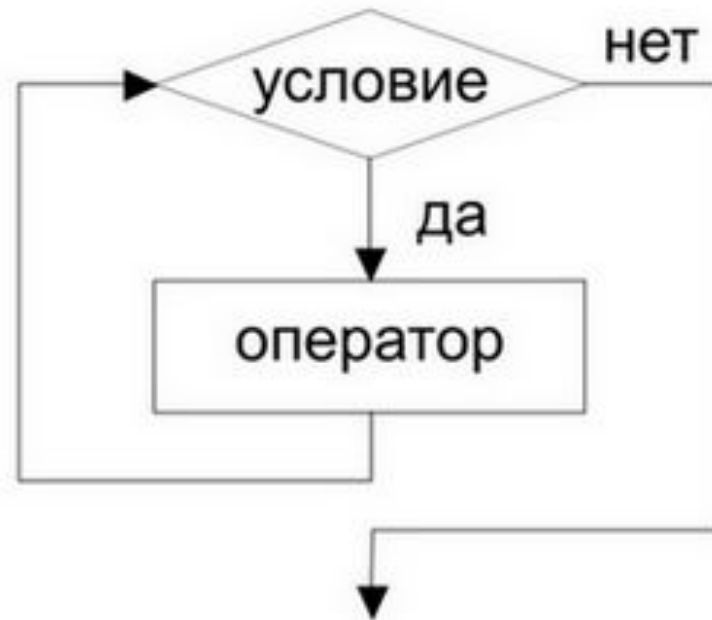 условие
нет
да
оператор